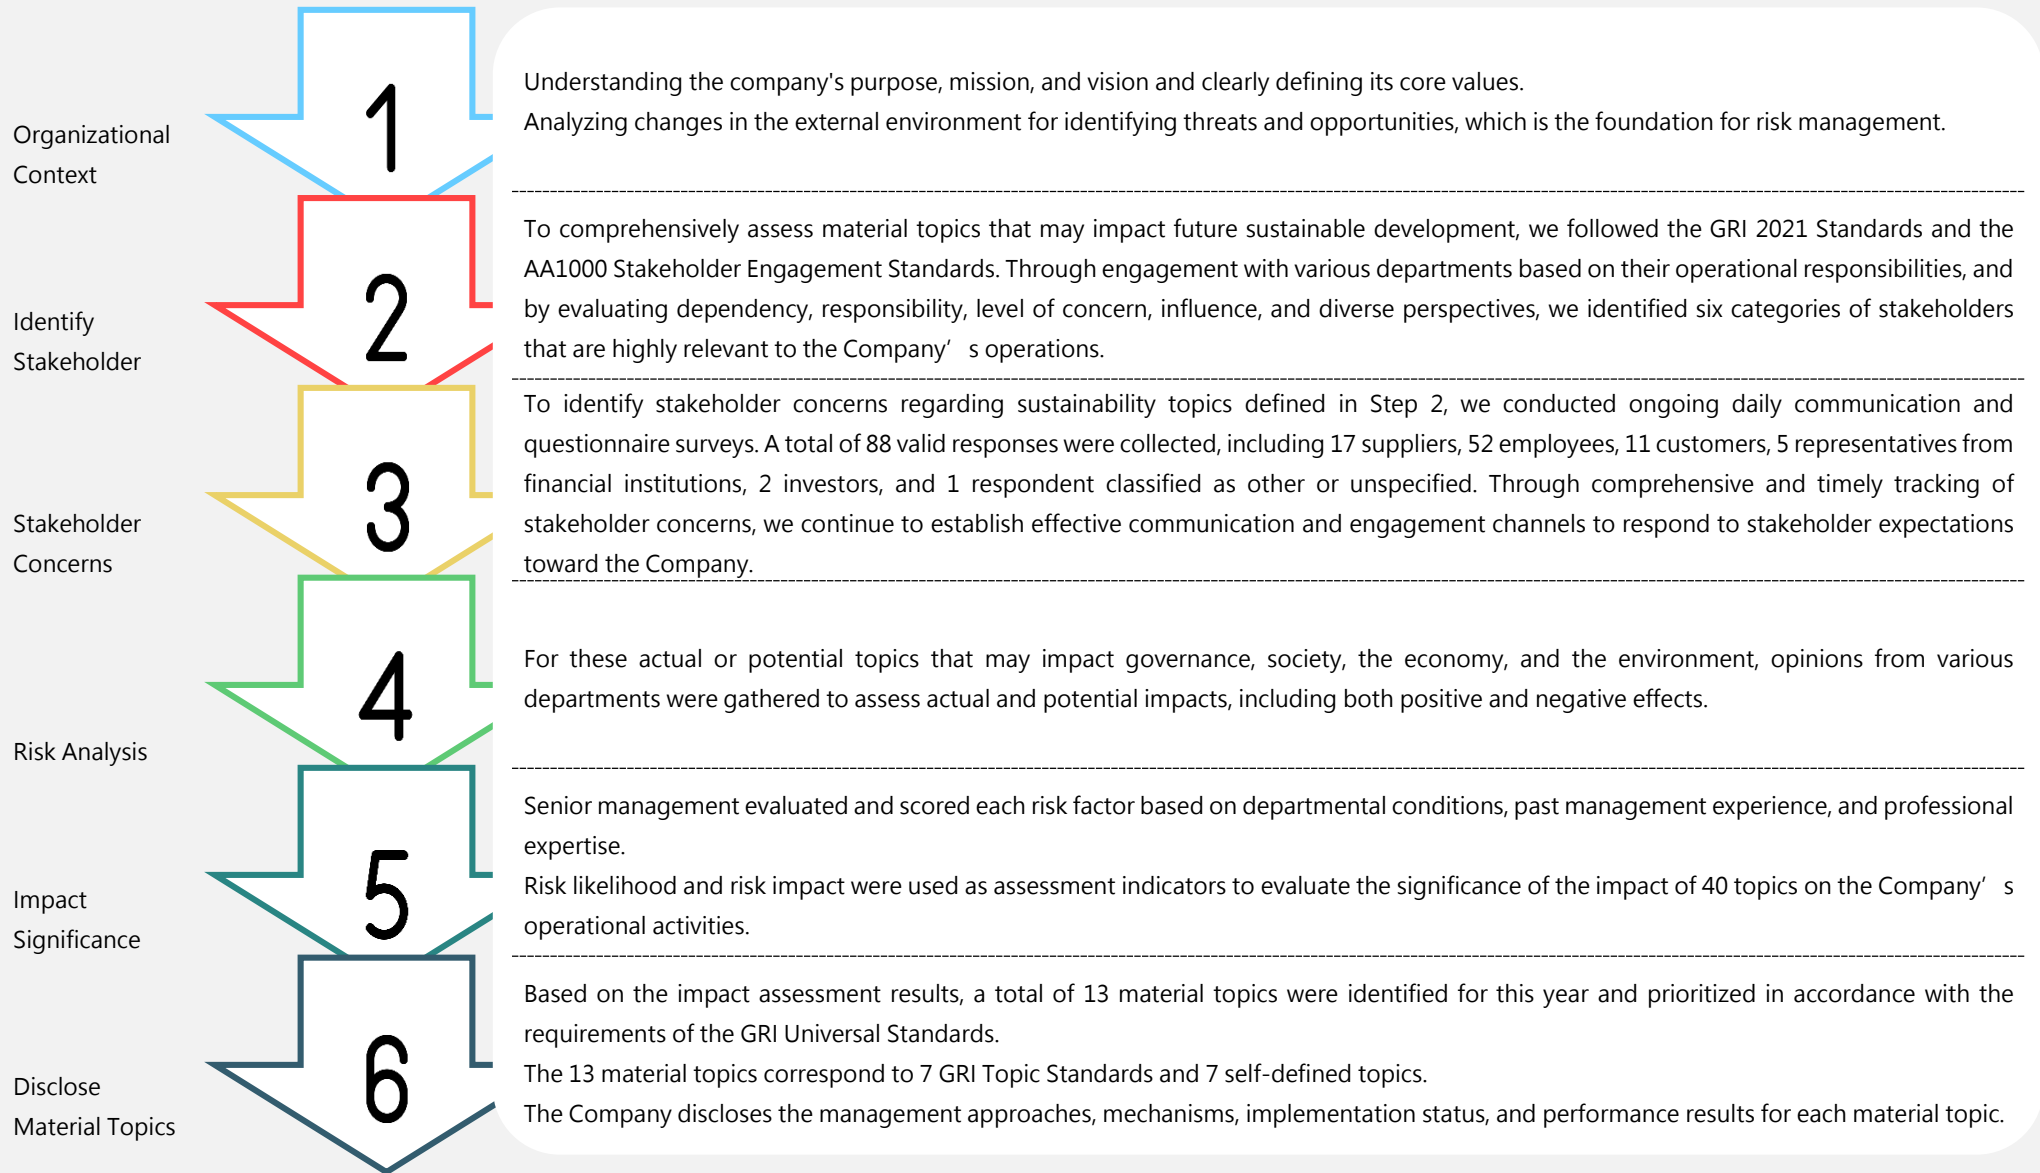 Organizational
Context
1
Understanding the company's purpose, mission, and vision and clearly defining its core values.
Analyzing changes in the external environment for identifying threats and opportunities, which is the foundation for risk management.
Identify
Stakeholder
2
To comprehensively assess material topics that may impact future sustainable development, we followed the GRI 2021 Standards and the
AA1000 Stakeholder Engagement Standards. Through engagement with various departments based on their operational responsibilities, and
by evaluating dependency, responsibility, level of concern, influence, and diverse perspectives, we identified six categories of stakeholders
that are highly relevant to the Company’ s operations.
Stakeholder
Concerns
3
To identify stakeholder concerns regarding sustainability topics defined in Step 2, we conducted ongoing daily communication and
questionnaire surveys. A total of 88 valid responses were collected, including 17 suppliers, 52 employees, 11 customers, 5 representatives from
financial institutions, 2 investors, and 1 respondent classified as other or unspecified. Through comprehensive and timely tracking of
stakeholder concerns, we continue to establish effective communication and engagement channels to respond to stakeholder expectations
toward the Company.
Risk Analysis
4
For these actual or potential topics that may impact governance, society, the economy, and the environment, opinions from various
departments were gathered to assess actual and potential impacts, including both positive and negative effects.
Impact
Significance
5
Senior management evaluated and scored each risk factor based on departmental conditions, past management experience, and professional
expertise.
Risk likelihood and risk impact were used as assessment indicators to evaluate the significance of the impact of 40 topics on the Company’ s
operational activities.
Disclose
Material Topics
6
Based on the impact assessment results, a total of 13 material topics were identified for this year and prioritized in accordance with the
requirements of the GRI Universal Standards.
The 13 material topics correspond to 7 GRI Topic Standards and 7 self-defined topics.
The Company discloses the management approaches, mechanisms, implementation status, and performance results for each material topic.